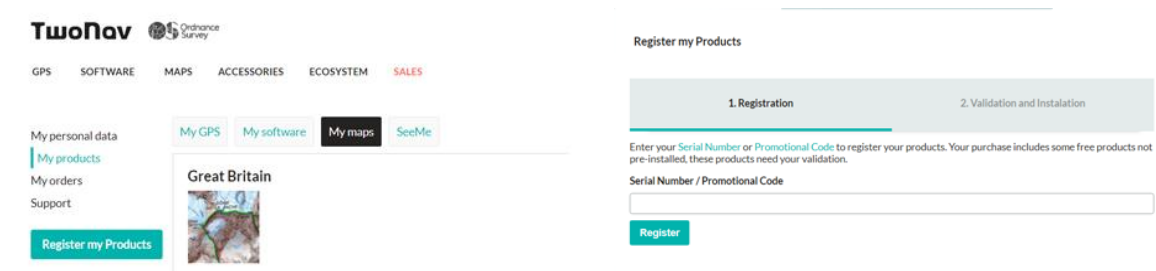 TwoNav
OS Ordnance
Survey
GPS SOFTWARE MAPS ACCESSORIES ECOSYSTEM SALES
My personal data
My products
My orders
Support
Register my Products
My GPS My software My maps SeeMe
Great Britain
Register my Products
1. Registration 2. Validation and Instalation
Enter your Serial Number or Promotional Code to register your products. Your purchase includes some free products not
pre-installed, these products need your validation.
Serial Number / Promotional Code
Register